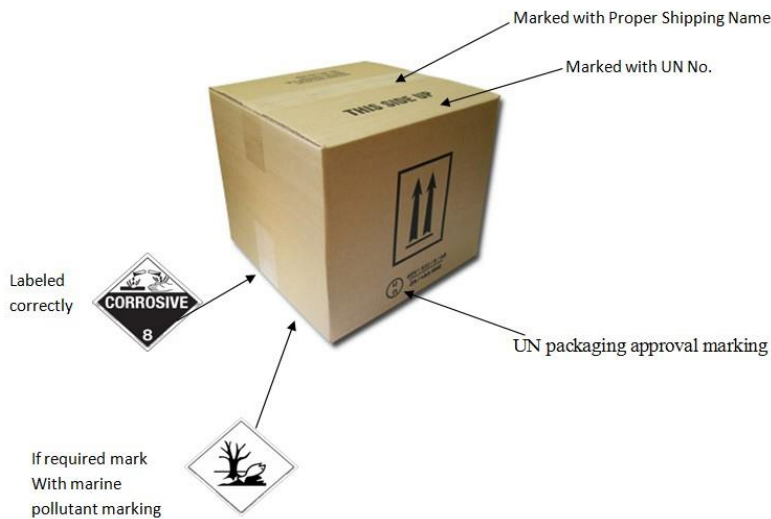 Marked with Proper Shipping Name
Marked with UN No.
THIS SIDE UP
Labeled
correctly
CORROSIVE
8
UN packaging approval marking
If required mark
With marine
pollutant marking